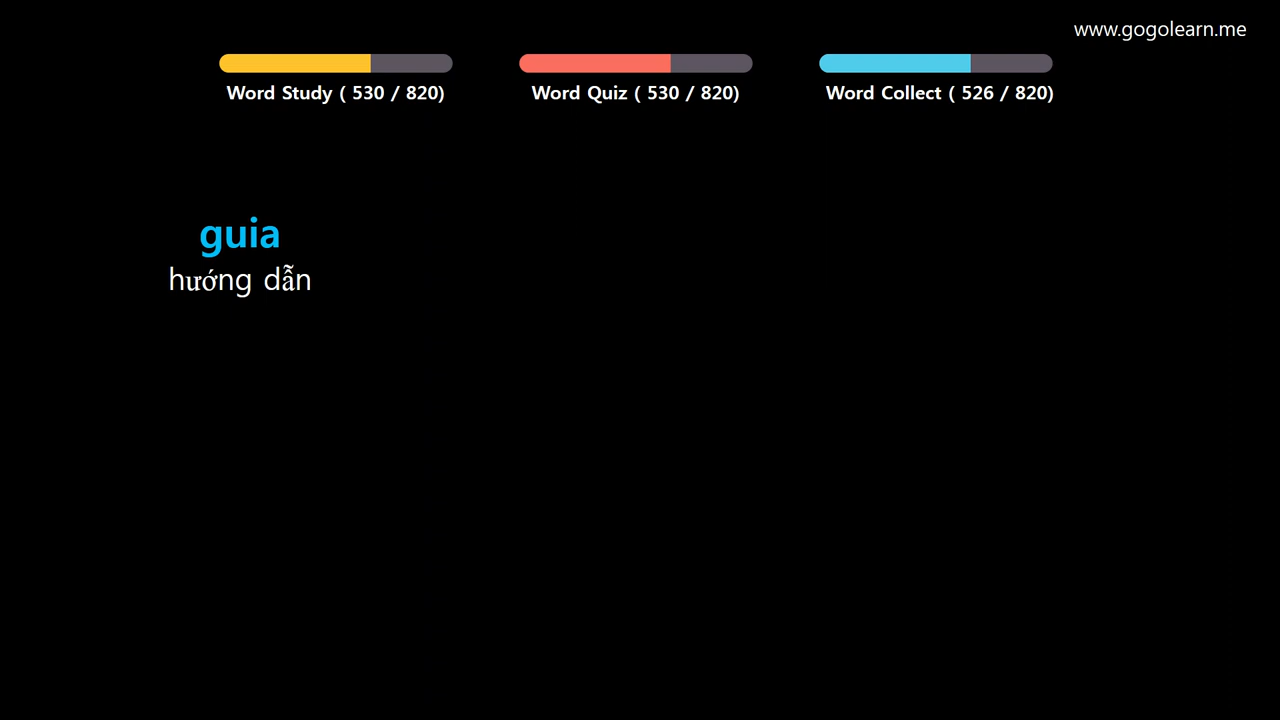 www.gogolearn.me
Word Study ( 530 / 820)
Word Quiz ( 530 / 820)
Word Collect ( 526 / 820)
guia
hướng dẫn